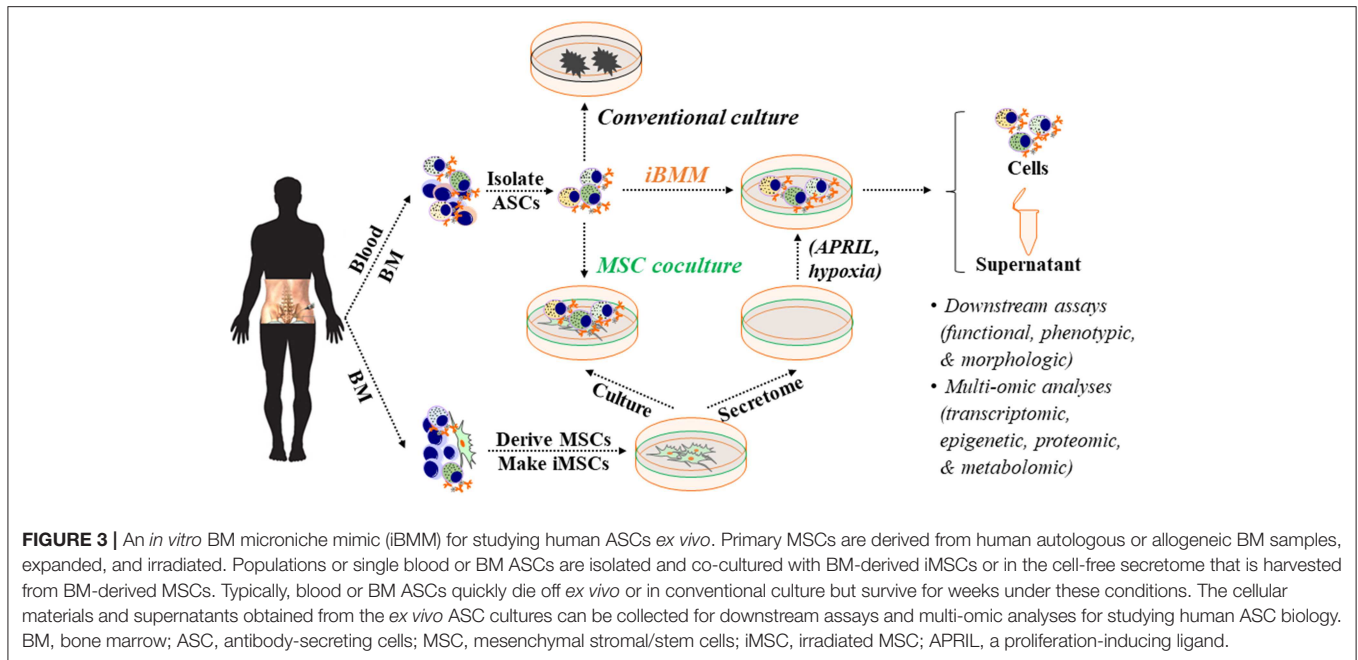 Conventional culture
Blood
BM
Isolate
ASCs
iBMM
MSC coculture
(APRIL,
hypoxia)
Cells
Supernatant
BM
Derive MSCs
Make iMSCs
Culture
Secretome
• Downstream assays
(functional, phenotypic,
& morphologic)
• Multi-omic analyses
(transcriptomic,
epigenetic, proteomic,
& metabolomic)
FIGURE 3 | An in vitro BM microniche mimic (iBMM) for studying human ASCs ex vivo. Primary MSCs are derived from human autologous or allogeneic BM samples,
expanded, and irradiated. Populations or single blood or BM ASCs are isolated and co-cultured with BM-derived iMSCs or in the cell-free secretome that is harvested
from BM-derived MSCs. Typically, blood or BM ASCs quickly die off ex vivo or in conventional culture but survive for weeks under these conditions. The cellular
materials and supernatants obtained from the ex vivo ASC cultures can be collected for downstream assays and multi-omic analyses for studying human ASC biology.
BM, bone marrow; ASC, antibody-secreting cells; MSC, mesenchymal stromal/stem cells; iMSC, irradiated MSC; APRIL, a proliferation-inducing ligand.